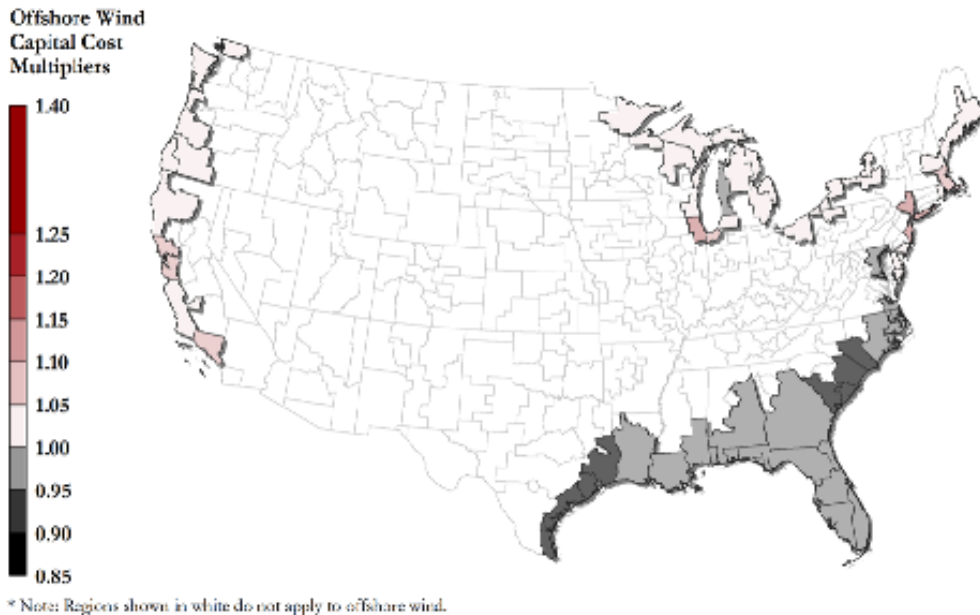 Offshore Wind
Capital Cost
Multipliers
1.40
1.25
1.20
1.15
1.10
1.05
1.00
0.95
0.90
0.85
* Note: Regions shown in white do not apply to offshore wind.